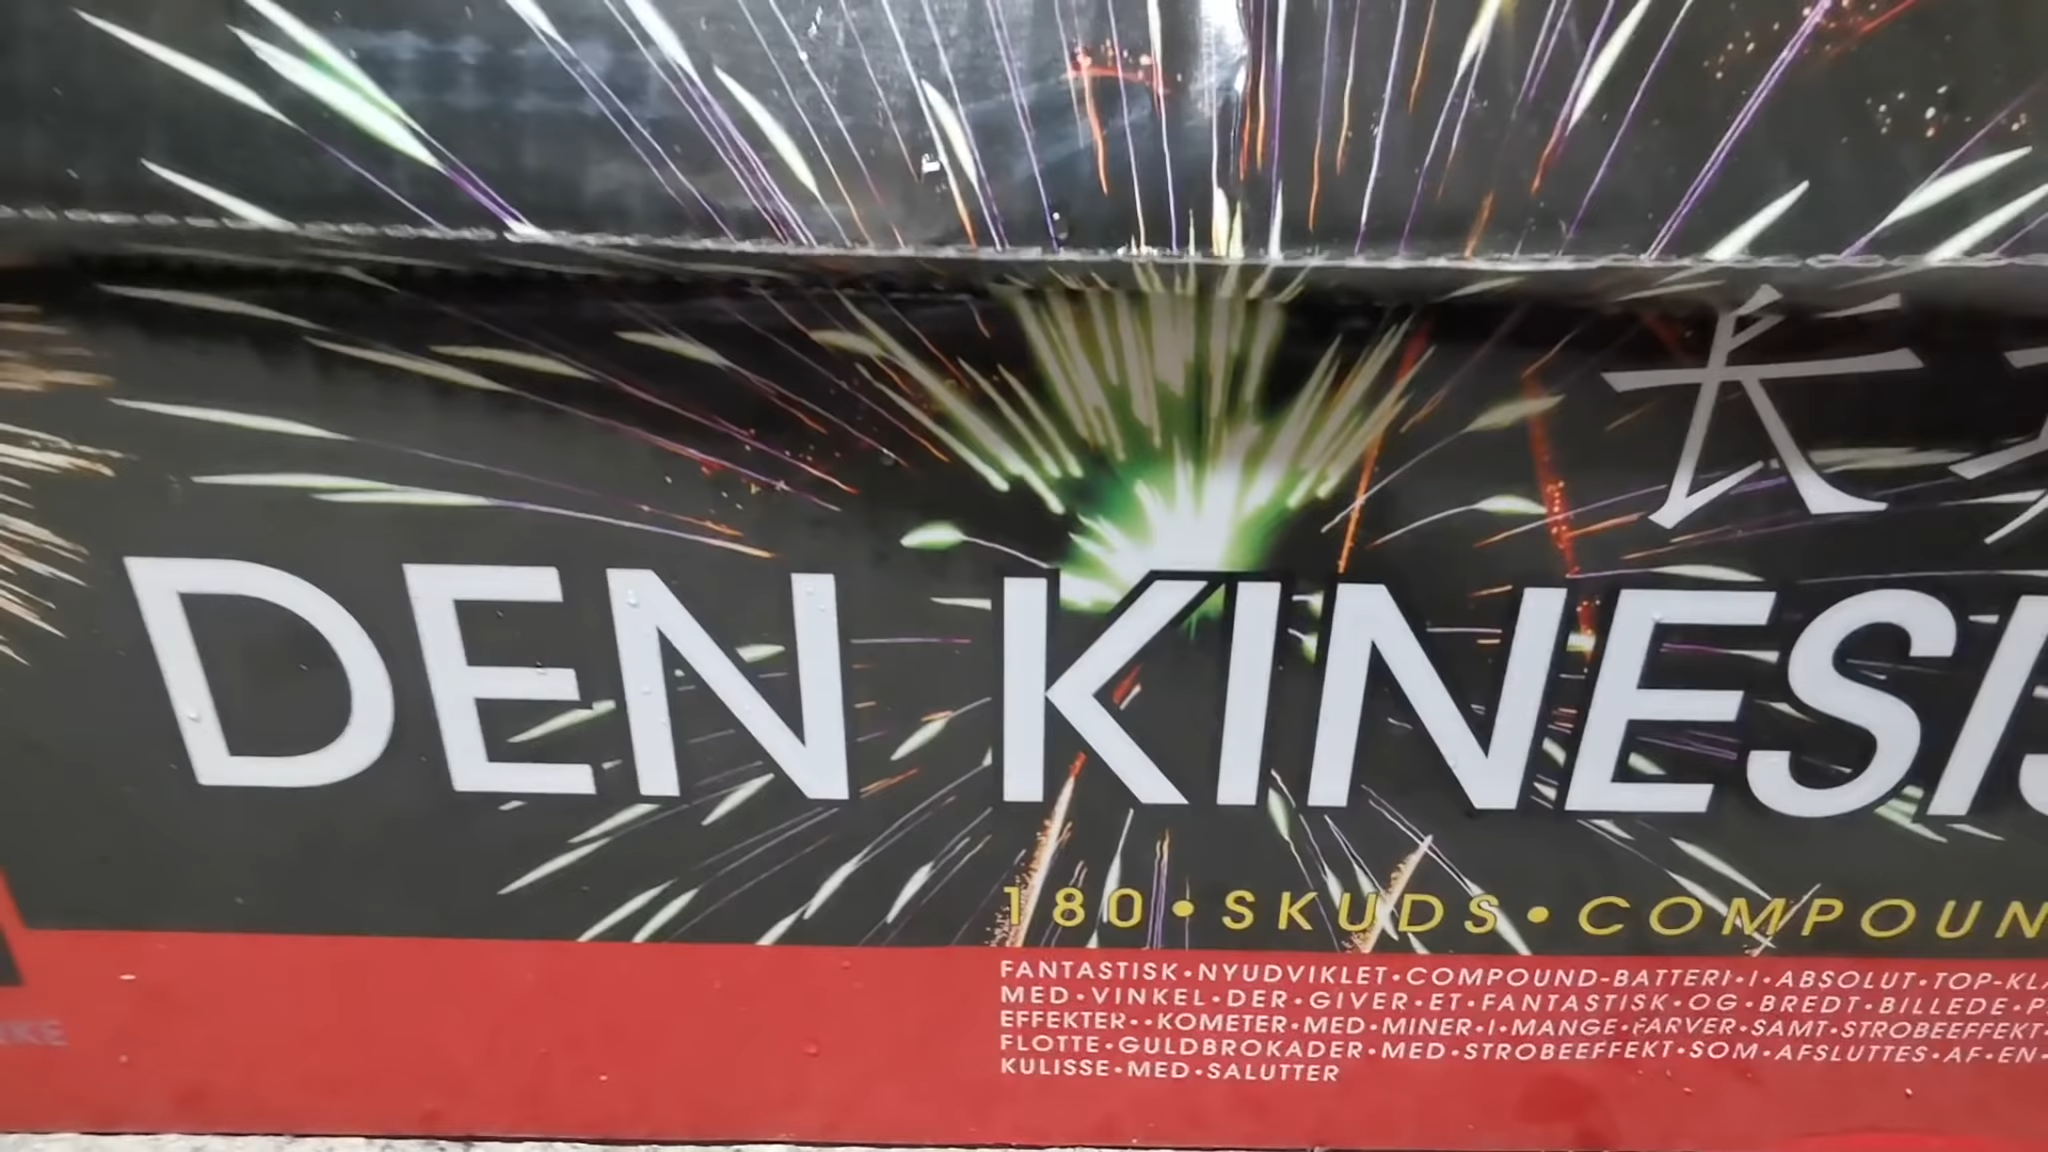 长
DEN KINESIS
180•SKUDS•COMPOUN
FANTASTISK•NYUDVIKLET•COMPOUND-BATTERI•I•ABSOLUT•TOP-KLA
MED•VINKEL•DER•GIVER•ET•FANTASTISK•OG•BREDT•BILLEDE•P
EFFEKTER••KOMETER•MED•MINER•I•MANGE•FARVER•SAMT•STROBEEFFEKT•
FLOTTE•GULDBROKADER•MED•STROBEEFFEKT•SOM•AFSLUTTES•AF•EN•
KULISSE•MED•SALUTTER